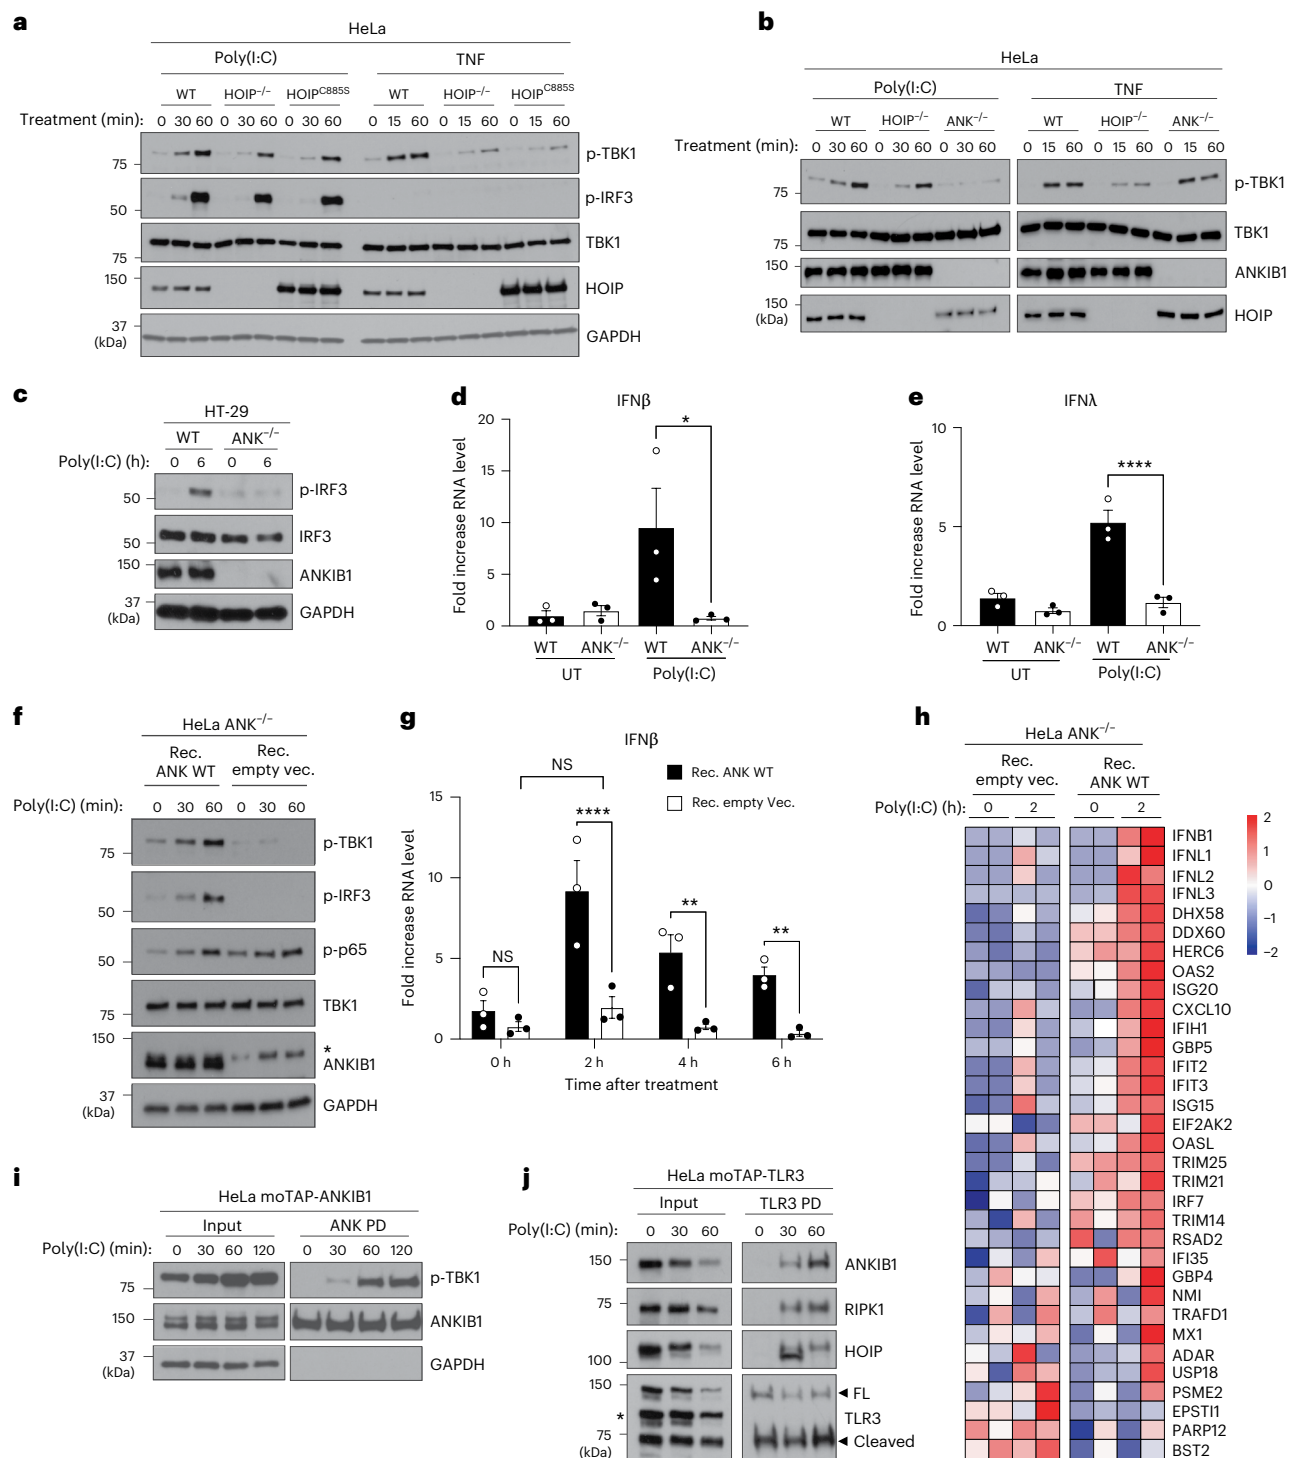 a
HeLa
Poly(I:C) TNF
WT HOIP–/– HOIPC885S WT HOIP–/– HOIPC885S
Treatment (min): 0 30 60 0 30 60 0 30 60 0 15 60 0 15 60 0 15 60
75 p-TBK1
50 p-IRF3
75 TBK1
150 HOIP
37 GAPDH
(kDa)
b
HeLa
Poly(I:C) TNF
WT HOIP–/– ANK–/– WT HOIP–/– ANK–/–
Treatment (min): 0 30 60 0 30 60 0 30 60 0 15 60 0 15 60 0 15 60
75 p-TBK1
75 TBK1
150 ANKIB1
150 HOIP
(kDa)
c
HT-29
WT ANK–/–
Poly(I:C) (h): 0 6 0 6
50 p-IRF3
50 IRF3
150 ANKIB1
37 GAPDH
(kDa)
d
IFNβ
Fold increase RNA level
20
15
10
5
0
*
WT ANK–/– WT ANK–/–
UT Poly(I:C)
e
IFNλ
Fold increase RNA level
10
5
0
****
WT ANK–/– WT ANK–/–
UT Poly(I:C)
f
HeLa ANK–/–
Rec. Rec.
ANK WT empty vec.
Poly(I:C) (min): 0 30 60 0 30 60
75 p-TBK1
50 p-IRF3
50 p-p65
75 TBK1
150 *
ANKIB1
37 GAPDH
(kDa)
g
IFNβ
NS
Rec. ANK WT
Rec. empty Vec.
Fold increase RNA level
15
10
5
0
NS **** ** **
0 h 2 h 4 h 6 h
Time after treatment
h
HeLa ANK–/–
Rec. Rec.
empty vec. ANK WT
Poly(I:C) (h): 0 2 0 2
2
1
0
–1
–2
IFNB1
IFNL1
IFNL2
IFNL3
DHX58
DDX60
HERC6
OAS2
ISG20
CXCL10
IFIH1
GBP5
IFIT2
IFIT3
ISG15
EIF2AK2
OASL
TRIM25
TRIM21
IRF7
TRIM14
RSAD2
IFI35
GBP4
NMI
TRAFD1
MX1
ADAR
USP18
PSME2
EPSTI1
PARP12
BST2
i
HeLa moTAP-ANKIB1
Input ANK PD
Poly(I:C) (min): 0 30 60 120 0 30 60 120
75 p-TBK1
150 ANKIB1
37 GAPDH
(kDa)
j
HeLa moTAP-TLR3
Input TLR3 PD
Poly(I:C) (min): 0 30 60 0 30 60
150 ANKIB1
75 RIPK1
100 HOIP
150 FL
* TLR3
75 Cleaved
(kDa)